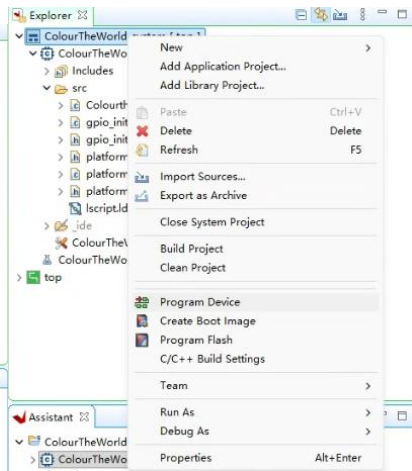 Explorer
ColourTheWorld_system [ top ]
ColourTheWo
Includes
src
Colourth
gpio_init
gpio_init
platform
platform
platform
lscript.ld
_ide
ColourTheV
ColourTheWo
top
New
Add Application Project...
Add Library Project...
Paste Ctrl+V
Delete Delete
Refresh F5
Import Sources...
Export as Archive
Close System Project
Build Project
Clean Project
Program Device
Create Boot Image
Program Flash
C/C++ Build Settings
Team
Run As
Debug As
Properties Alt+Enter
Assistant
ColourTheWorld
ColourTheWo